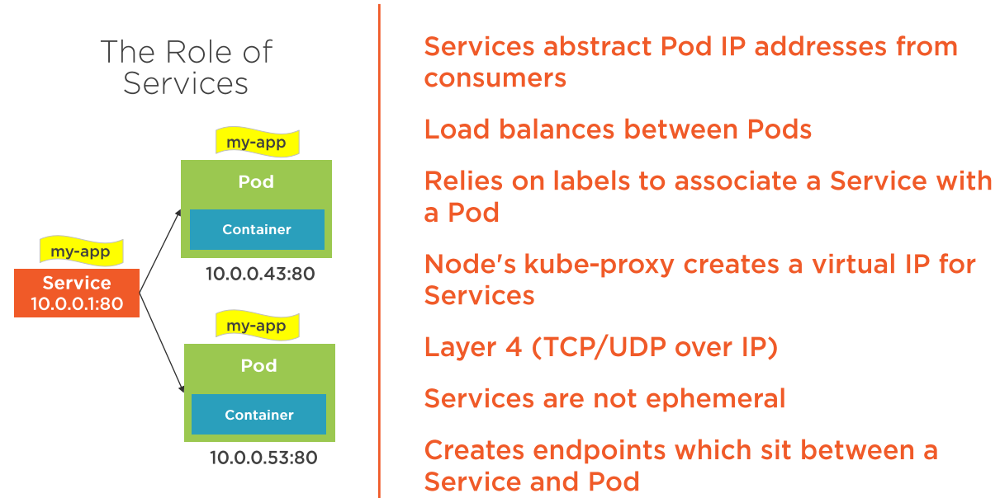 The Role of
Services
my-app
Pod
Container
10.0.0.43:80
my-app
Service
10.0.0.1:80
my-app
Pod
Container
10.0.0.53:80
Services abstract Pod IP addresses from
consumers
Load balances between Pods
Relies on labels to associate a Service with
a Pod
Node's kube-proxy creates a virtual IP for
Services
Layer 4 (TCP/UDP over IP)
Services are not ephemeral
Creates endpoints which sit between a
Service and Pod